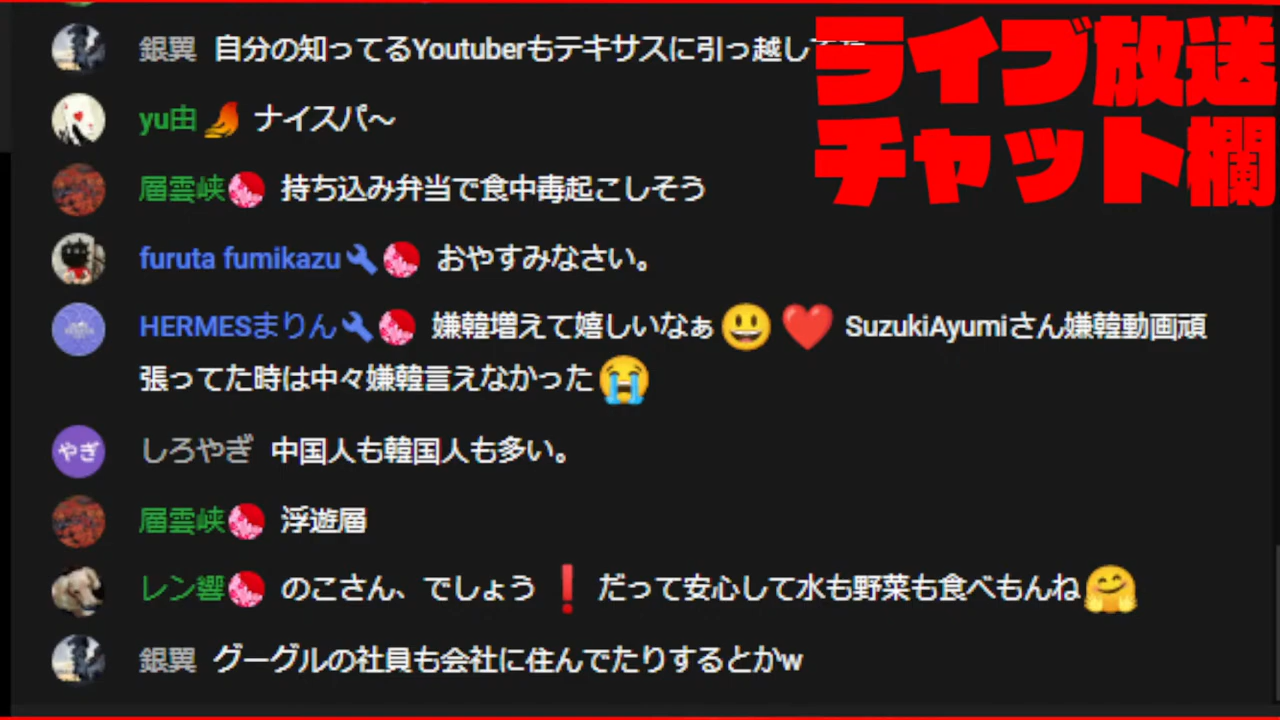 銀翼 自分の知ってるYoutuberもテキサスに引っ越し
ライブ放送
チャット欄
yu由 ナイスパ〜
層雲峡 持ち込み弁当で食中毒起こしそう
furuta fumikazu おやすみなさい。
HERMESまりん 嫌韓増えて嬉しいなぁ😃❤️ SuzukiAyumiさん嫌韓動画頑
張ってた時は中々嫌韓言えなかった😭
やぎ しろやぎ 中国人も韓国人も多い。
層雲峡 浮遊層
レン響 のこさん、でしょう❗だって安心して水も野菜も食べもんね🤗
銀翼 グーグルの社員も会社に住んでたりするとかw